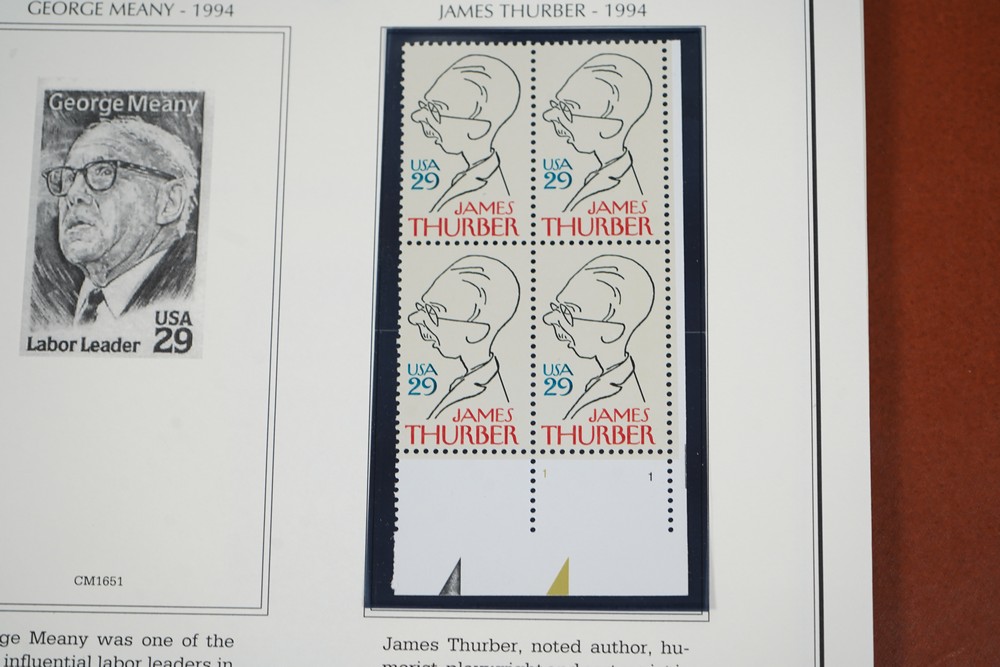 GEORGE MEANY - 1994
George Meany
USA
Labor Leader 29
CM1651
George Meany was one of the
influential labor leaders in
JAMES THURBER - 1994
USA
29
JAMES
THURBER
USA
29
JAMES
THURBER
USA
29
JAMES
THURBER
USA
29
JAMES
THURBER
1
1
James Thurber, noted author, hu-